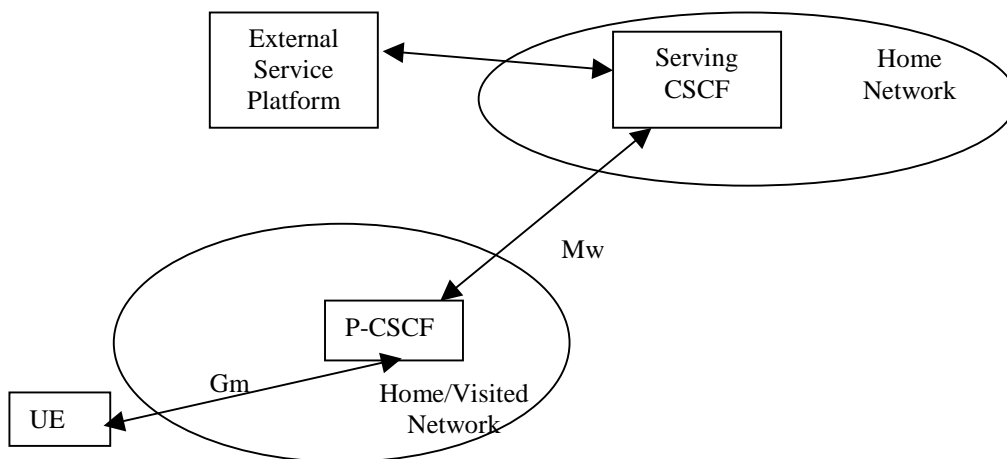 External
Service
Platform
Serving
CSCF
Home
Network
Mw
P-CSCF
Gm
Home/Visited
Network
UE